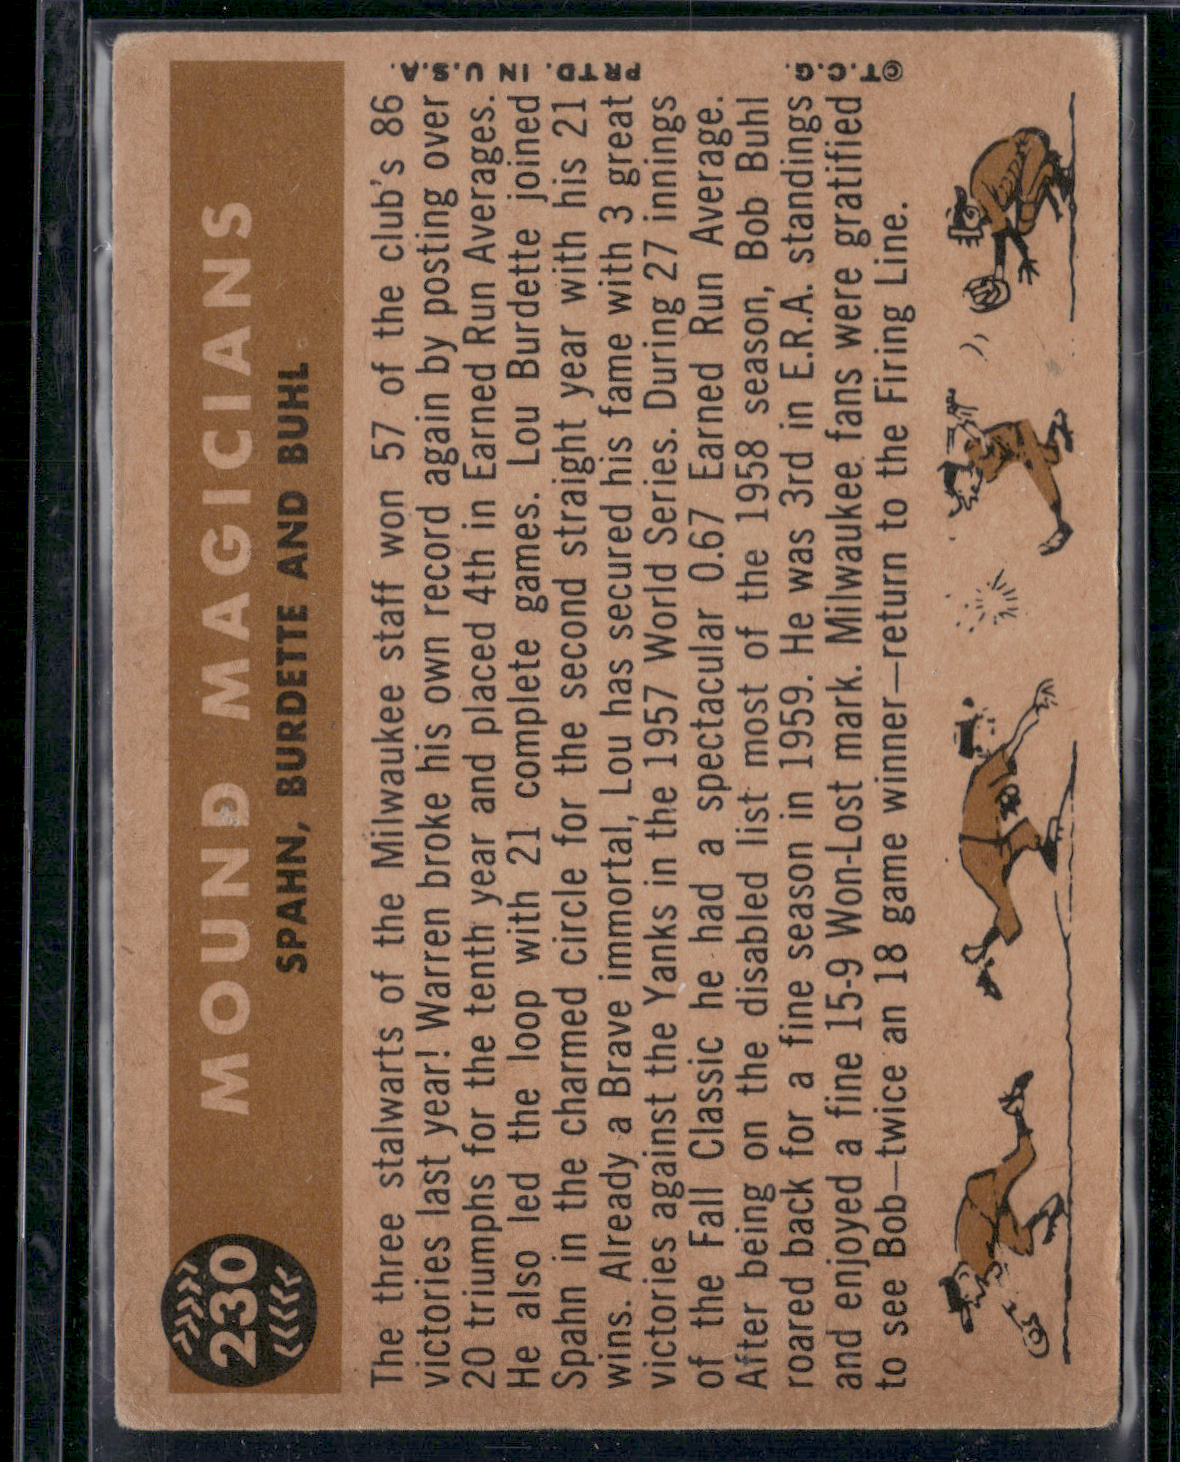 230
MOUND MAGICIANS
SPAHN, BURDETTE AND BUHL
The three stalwarts of the Milwaukee staff won 57 of the club's 86
victories last year! Warren broke his own record again by posting over
20 triumphs for the tenth year and placed 4th in Earned Run Averages.
He also led the loop with 21 complete games. Lou Burdette joined
Spahn in the charmed circle for the second straight year with his 21
wins. Already a Brave immortal, Lou has secured his fame with 3 great
victories against the Yanks in the 1957 World Series. During 27 innings
of the Fall Classic he had a spectacular 0.67 Earned Run Average.
After being on the disabled list most of the 1958 season, Bob Buhl
roared back for a fine season in 1959. He was 3rd in E.R.A. standings
and enjoyed a fine 15-9 Won-Lost mark. Milwaukee fans were gratified
to see Bob—twice an 18 game winner—return to the Firing Line.
©T.C.G. PRTD. IN U.S.A.